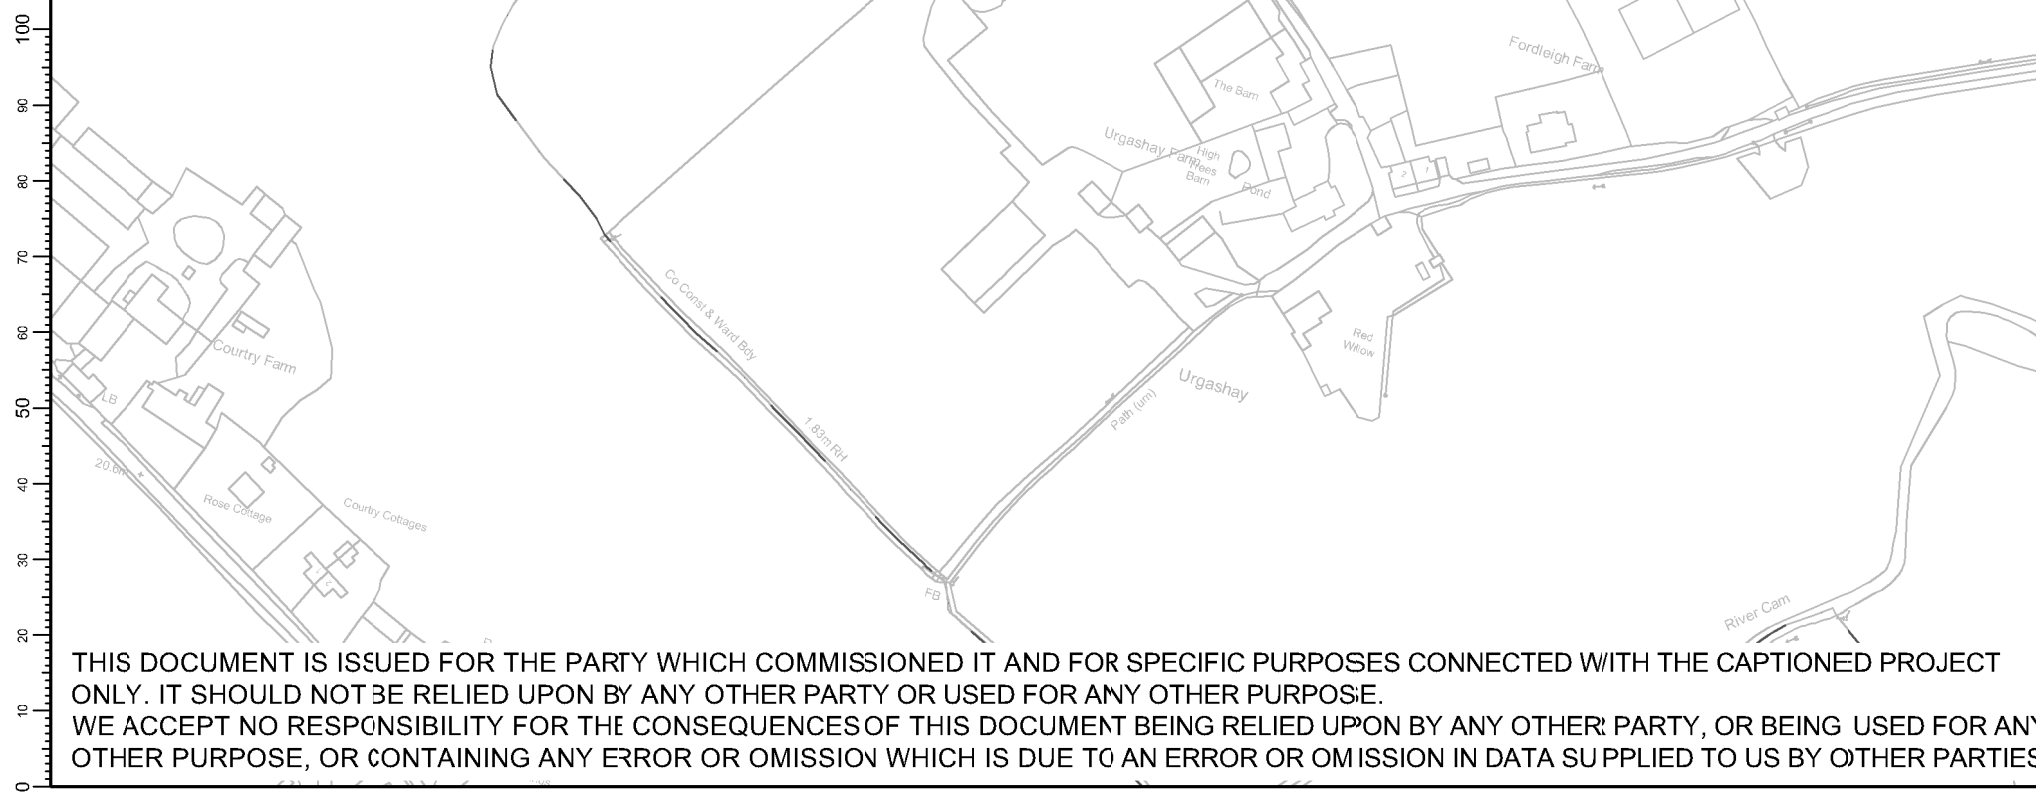 100
90
80
70
60
50
40
30
20
10
0
Fordleigh Farm
The Barn
Urgashay Farm
High
Trees
Barn
Pond
2
1
Co Const & Ward Bdy
Red
Willow
Urgashay
Path (um)
Courtry Farm
LB
1.83m RH
20.6m
Rose Cottage
Courtry Cottages
1
2
FB
River Cam
THIS DOCUMENT IS ISSUED FOR THE PARTY WHICH COMMISSIONED IT AND FOR SPECIFIC PURPOSES CONNECTED WITH THE CAPTIONED PROJECT
ONLY. IT SHOULD NOT BE RELIED UPON BY ANY OTHER PARTY OR USED FOR ANY OTHER PURPOSE.
WE ACCEPT NO RESPONSIBILITY FOR THE CONSEQUENCES OF THIS DOCUMENT BEING RELIED UPON BY ANY OTHER PARTY, OR BEING USED FOR ANY
OTHER PURPOSE, OR CONTAINING ANY ERROR OR OMISSION WHICH IS DUE TO AN ERROR OR OMISSION IN DATA SUPPLIED TO US BY OTHER PARTIES